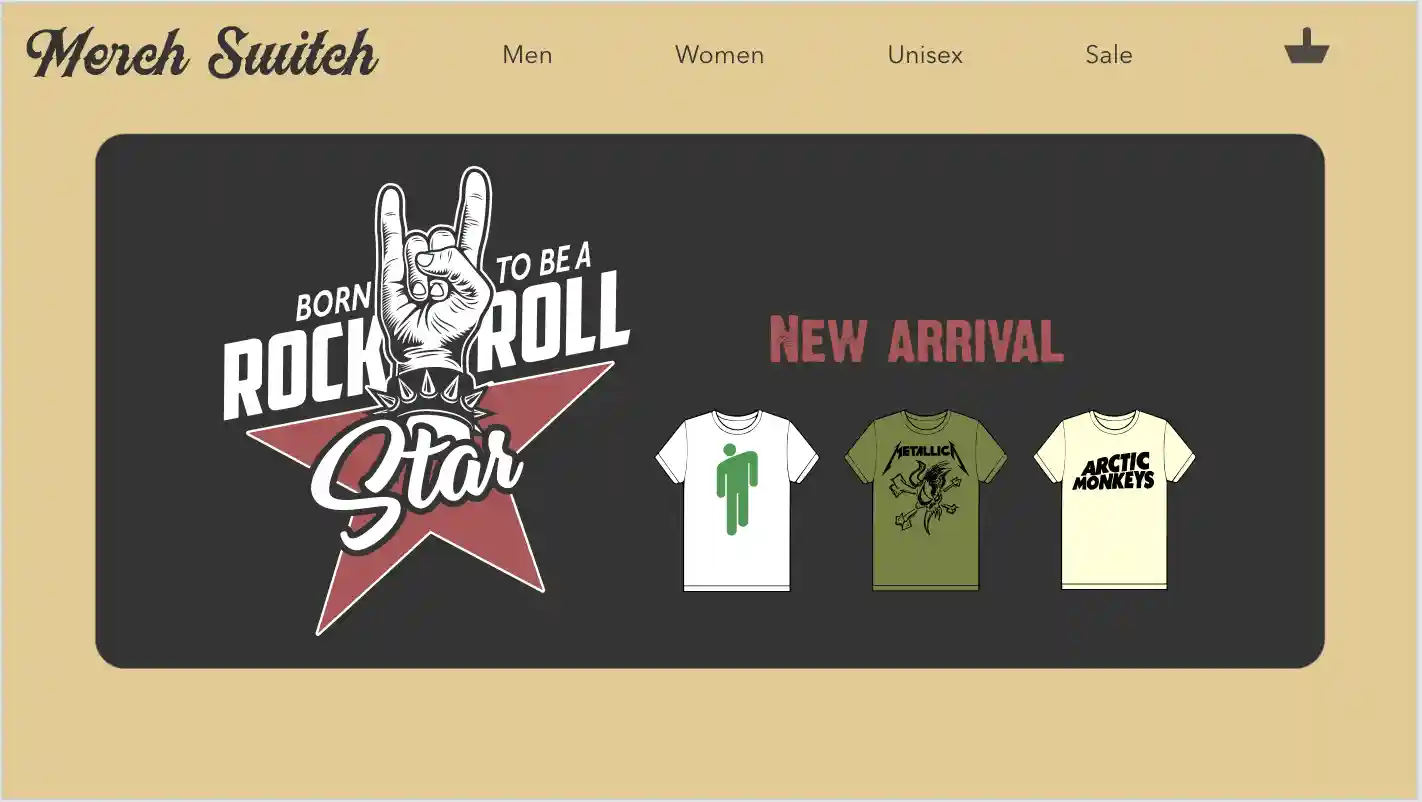 Merch Switch
Men
Women
Unisex
Sale
BORN TO BE A
ROCK ROLL
Star
NEW ARRIVAL
METALLICA
ARCTIC
MONKEYS